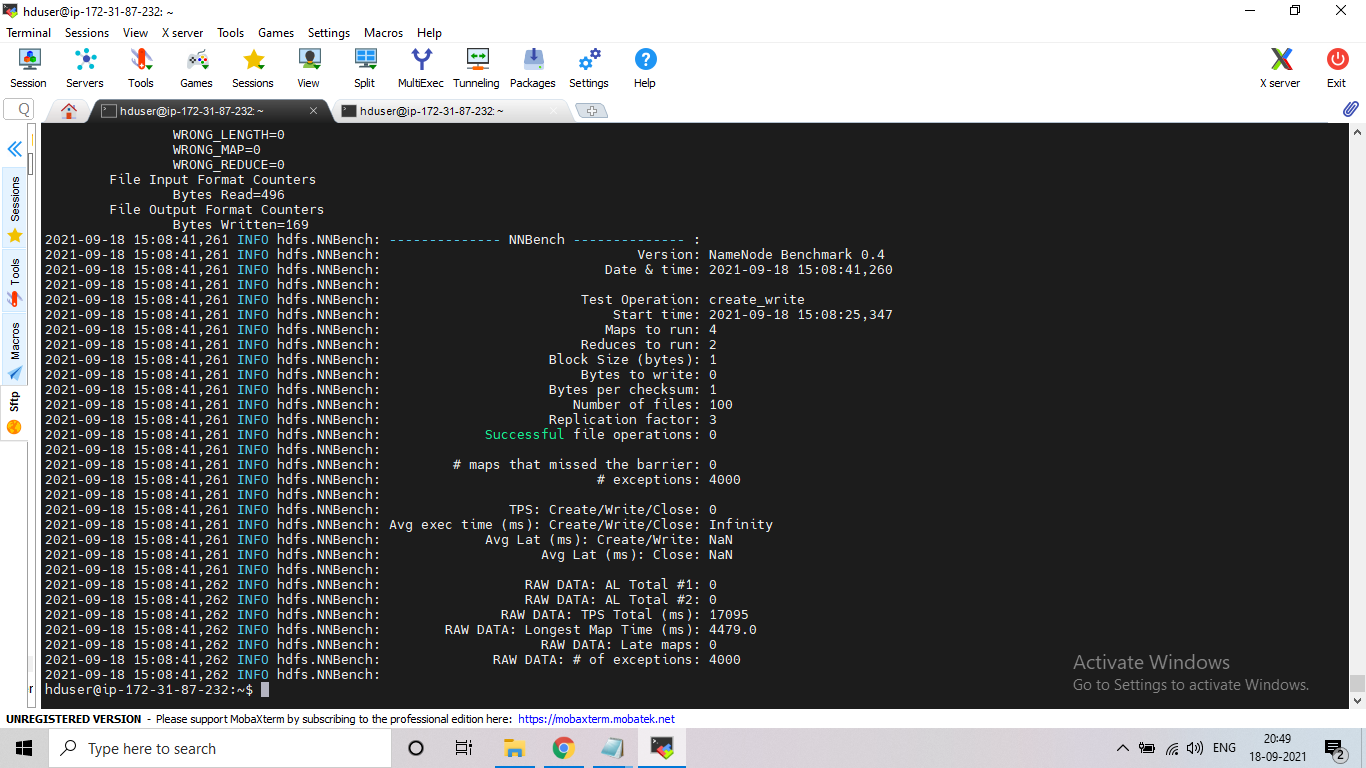 hduser@ip-172-31-87-232: ~
Terminal Sessions View X server Tools Games Settings Macros Help
Session Servers Tools Games Sessions View Split MultiExec Tunneling Packages Settings Help X server Exit
hduser@ip-172-31-87-232: ~ hduser@ip-172-31-87-232: ~
Sessions
Tools
Macros
Sftp
WRONG_LENGTH=0
WRONG_MAP=0
WRONG_REDUCE=0
File Input Format Counters
Bytes Read=496
File Output Format Counters
Bytes Written=169
2021-09-18 15:08:41,261 INFO hdfs.NNBench: -------------- NNBench -------------- :
2021-09-18 15:08:41,261 INFO hdfs.NNBench: Version: NameNode Benchmark 0.4
2021-09-18 15:08:41,261 INFO hdfs.NNBench: Date & time: 2021-09-18 15:08:41,260
2021-09-18 15:08:41,261 INFO hdfs.NNBench:
2021-09-18 15:08:41,261 INFO hdfs.NNBench: Test Operation: create_write
2021-09-18 15:08:41,261 INFO hdfs.NNBench: Start time: 2021-09-18 15:08:25,347
2021-09-18 15:08:41,261 INFO hdfs.NNBench: Maps to run: 4
2021-09-18 15:08:41,261 INFO hdfs.NNBench: Reduces to run: 2
2021-09-18 15:08:41,261 INFO hdfs.NNBench: Block Size (bytes): 1
2021-09-18 15:08:41,261 INFO hdfs.NNBench: Bytes to write: 0
2021-09-18 15:08:41,261 INFO hdfs.NNBench: Bytes per checksum: 1
2021-09-18 15:08:41,261 INFO hdfs.NNBench: Number of files: 100
2021-09-18 15:08:41,261 INFO hdfs.NNBench: Replication factor: 3
2021-09-18 15:08:41,261 INFO hdfs.NNBench: Successful file operations: 0
2021-09-18 15:08:41,261 INFO hdfs.NNBench:
2021-09-18 15:08:41,261 INFO hdfs.NNBench: # maps that missed the barrier: 0
2021-09-18 15:08:41,261 INFO hdfs.NNBench: # exceptions: 4000
2021-09-18 15:08:41,261 INFO hdfs.NNBench:
2021-09-18 15:08:41,261 INFO hdfs.NNBench: TPS: Create/Write/Close: 0
2021-09-18 15:08:41,261 INFO hdfs.NNBench: Avg exec time (ms): Create/Write/Close: Infinity
2021-09-18 15:08:41,261 INFO hdfs.NNBench: Avg Lat (ms): Create/Write: NaN
2021-09-18 15:08:41,261 INFO hdfs.NNBench: Avg Lat (ms): Close: NaN
2021-09-18 15:08:41,261 INFO hdfs.NNBench:
2021-09-18 15:08:41,262 INFO hdfs.NNBench: RAW DATA: AL Total #1: 0
2021-09-18 15:08:41,262 INFO hdfs.NNBench: RAW DATA: AL Total #2: 0
2021-09-18 15:08:41,262 INFO hdfs.NNBench: RAW DATA: TPS Total (ms): 17095
2021-09-18 15:08:41,262 INFO hdfs.NNBench: RAW DATA: Longest Map Time (ms): 4479.0
2021-09-18 15:08:41,262 INFO hdfs.NNBench: RAW DATA: Late maps: 0
2021-09-18 15:08:41,262 INFO hdfs.NNBench: RAW DATA: # of exceptions: 4000
2021-09-18 15:08:41,262 INFO hdfs.NNBench:
hduser@ip-172-31-87-232:~$
Activate Windows
Go to Settings to activate Windows.
UNREGISTERED VERSION - Please support MobaXterm by subscribing to the professional edition here: https://mobaxterm.mobatek.net
Type here to search
ENG
20:49
18-09-2021
2